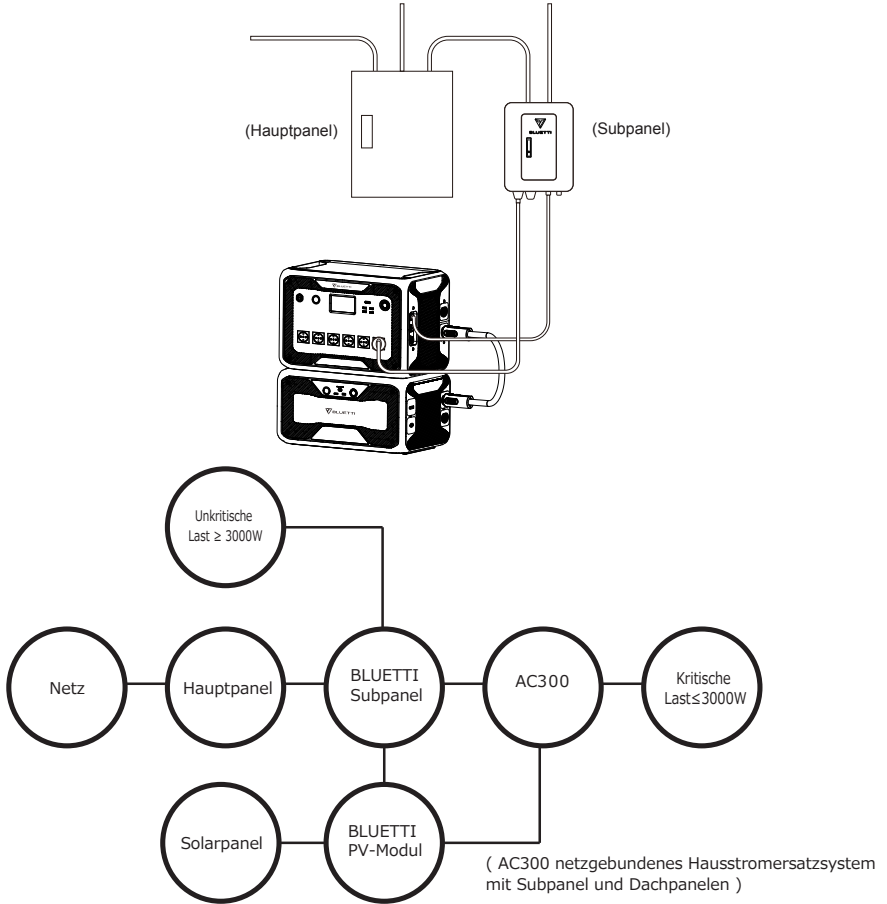 (Hauptpanel)
BLUETTI
(Subpanel)
BLUETTI
BLUETTI
Unkritische
Last ≥ 3000W
Netz
Hauptpanel
BLUETTI
Subpanel
AC300
Kritische
Last≤3000W
Solarpanel
BLUETTI
PV-Modul
( AC300 netzgebundenes Hausstromersatzsystem
mit Subpanel und Dachpanelen )